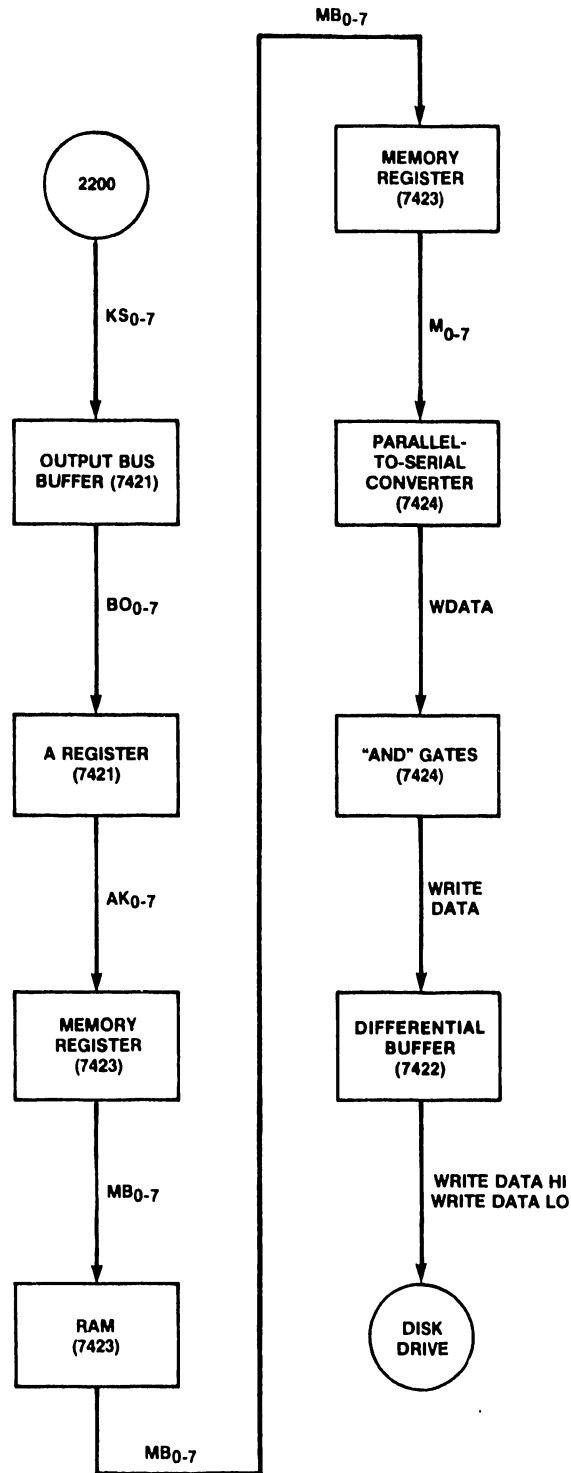 2200
KS0-7
OUTPUT BUS
BUFFER (7421)
BO0-7
A REGISTER
(7421)
AK0-7
MEMORY
REGISTER
(7423)
MB0-7
RAM
(7423)
MB0-7
MB0-7
MEMORY
REGISTER
(7423)
M0-7
PARALLEL-
TO-SERIAL
CONVERTER
(7424)
WDATA
"AND" GATES
(7424)
WRITE
DATA
DIFFERENTIAL
BUFFER
(7422)
WRITE DATA HI
WRITE DATA LO
DISK
DRIVE